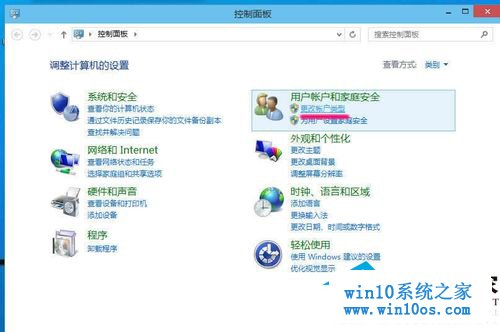 控制面板
控制面板
搜索控制面板
调整计算机的设置
查看方式: 类别
系统和安全
查看你的计算机状态
通过文件历史记录保存你的文件备份副本
查找并解决问题
网络和 Internet
查看网络状态和任务
选择家庭组和共享选项
硬件和声音
查看设备和打印机
添加设备
程序
卸载程序
用户帐户和家庭安全
更改帐户类型
为用户设置家庭安全
外观和个性化
更改主题
更改桌面背景
调整屏幕分辨率
时钟、语言和区域
添加语言
更换输入法
更改日期、时间或数字格式
轻松使用
使用 Windows 建议的设置
优化视觉显示
win10系统之家
www.win10os.com